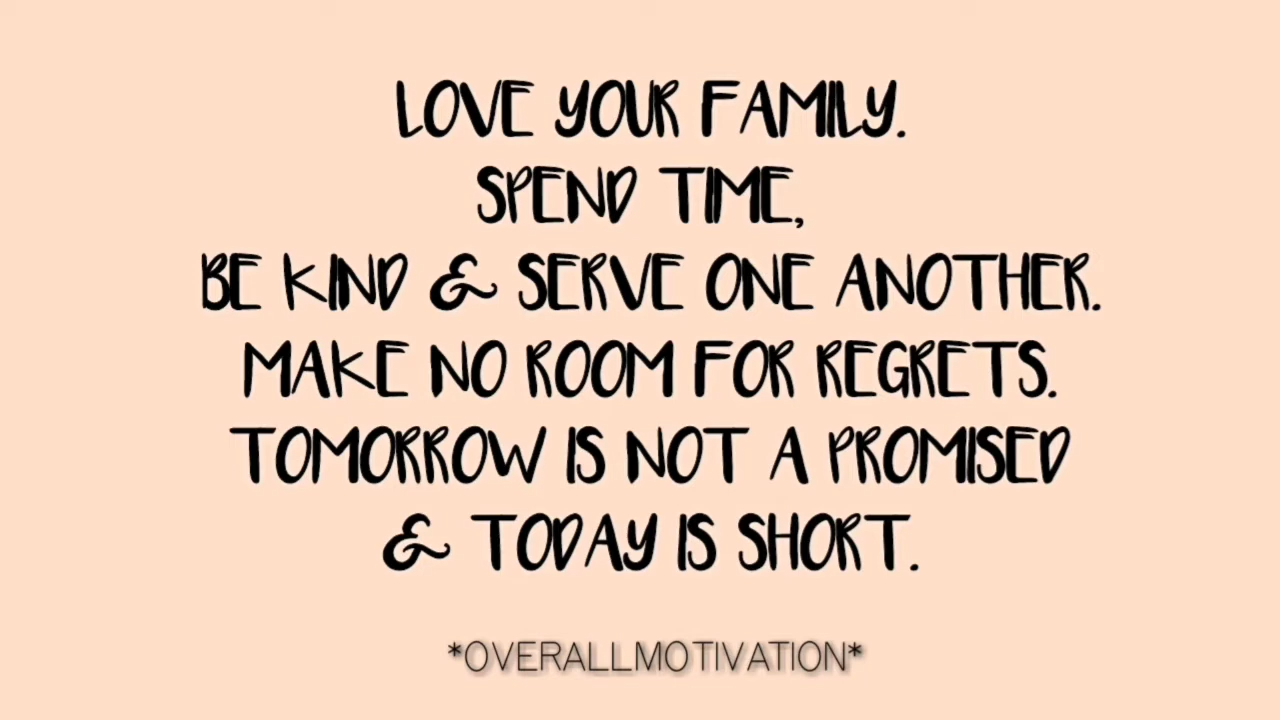 LOVE YOUR FAMILY.
SPEND TIME,
BE KIND & SERVE ONE ANOTHER.
MAKE NO ROOM FOR REGRETS.
TOMORROW IS NOT A PROMISED
& TODAY IS SHORT.
*OVERALLMOTIVATION*